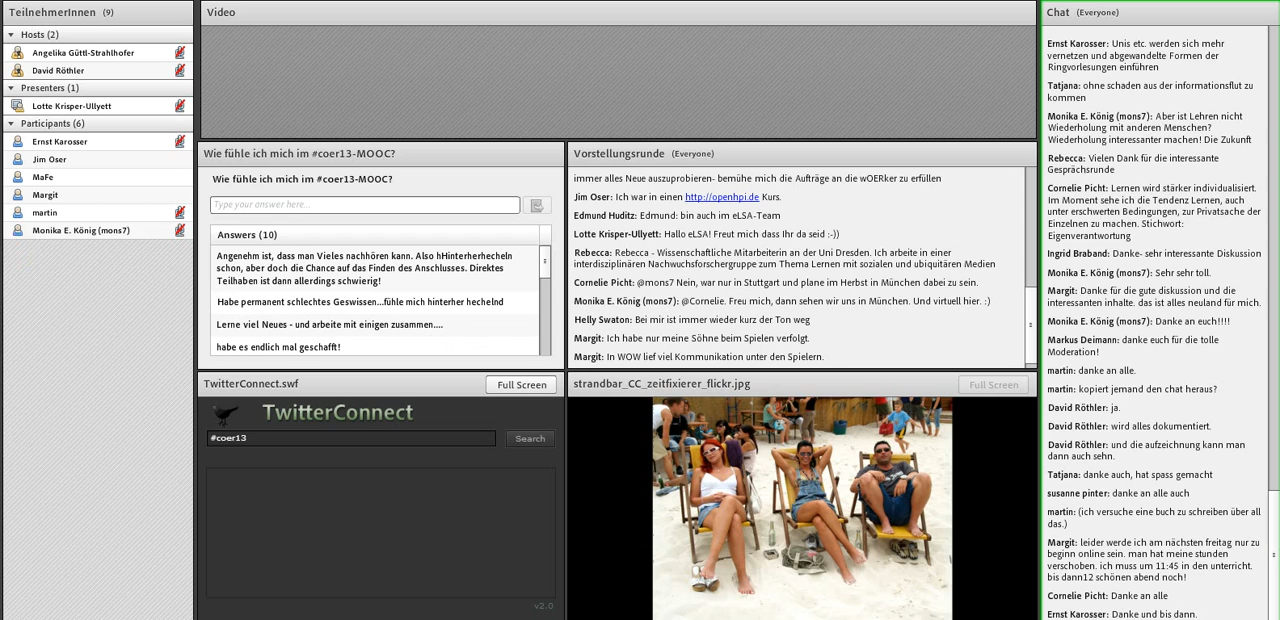 TeilnehmerInnen (9)
Hosts (2)
Angelika Güttl-Strahlhofer
David Röthler
Presenters (1)
Lotte Krisper-Ullyett
Participants (6)
Ernst Karosser
Jim Oser
MaFe
Margit
martin
Monika E. König (mons7)
Video
Wie fühle ich mich im #coer13-MOOC?
Wie fühle ich mich im #coer13-MOOC?
Type your answer here...
Answers (10)
Angenehm ist, dass man Vieles nachhören kann. Also hHinterherhecheln
schon, aber doch die Chance auf das Finden des Anschlusses. Direktes
Teilhaben ist dann allerdings schwierig!
Habe permanent schlechtes Geswissen...fühle mich hinterher hechelnd
Lerne viel Neues - und arbeite mit einigen zusammen....
habe es endlich mal geschafft!
Vorstellungsrunde (Everyone)
immer alles Neue auszuprobieren- bemühe mich die Aufträge an die wOERker zu erfüllen
Jim Oser: Ich war in einen http://openhpi.de Kurs.
Edmund Huditz: Edmund: bin auch im eLSA-Team
Lotte Krisper-Ullyett: Hallo eLSA! Freut mich dass Ihr da seid :-))
Rebecca: Rebecca - Wissenschaftliche Mitarbeiterin an der Uni Dresden. Ich arbeite in einer
interdisziplinären Nachwuchsforschergruppe zum Thema Lernen mit sozialen und ubiquitären Medien
Cornelie Picht: @mons7 Nein, war nur in Stuttgart und plane im Herbst in München dabei zu sein.
Monika E. König (mons7): @Cornelie. Freu mich, dann sehen wir uns in München. Und virtuell hier. :)
Helly Swaton: Bei mir ist immer wieder kurz der Ton weg
Margit: Ich habe nur meine Söhne beim Spielen verfolgt.
Margit: In WOW lief viel Kommunikation unter den Spielern.
TwitterConnect.swf
Full Screen
TwitterConnect
#coer13
Search
v2.0
strandbar_CC_zeitfixierer_flickr.jpg
Full Screen
Chat (Everyone)
Ernst Karosser: Unis etc. werden sich mehr
vernetzen und abgewandelte Formen der
Ringvorlesungen einführen
Tatjana: ohne schaden aus der informationsflut zu
kommen
Monika E. König (mons7): Aber ist Lehren nicht
Wiederholung mit anderen Menschen?
Wiederholung interessanter machen! Die Zukunft
Rebecca: Vielen Dank für die interessante
Gesprächsrunde
Cornelie Picht: Lernen wird stärker individualisiert.
Im Moment sehe ich die Tendenz Lernen, auch
unter erschwerten Bedingungen, zur Privatsache der
Einzelnen zu machen. Stichwort:
Eigenverantwortung
Ingrid Braband: Danke- sehr interessante Diskussion
Monika E. König (mons7): Sehr sehr toll.
Margit: Danke für die gute diskussion und die
interessanten inhalte. das ist alles neuland für mich.
Monika E. König (mons7): Danke an euch!!!!
Markus Deimann: danke euch für die tolle
Moderation!
martin: danke an alle.
martin: kopiert jemand den chat heraus?
David Röthler: ja.
David Röthler: wird alles dokumentiert.
David Röthler: und die aufzeichnung kann man
dann auch sehn.
Tatjana: danke auch, hat spass gemacht
susanne pinter: danke an alle auch
martin: (ich versuche eine buch zu schreiben über all
das.)
Margit: leider werde ich am nächsten freitag nur zu
beginn online sein. man hat meine stunden
verschoben. ich muss um 11:45 in den unterricht.
bis dann12 schönen abend noch!
Cornelie Picht: Danke an alle
Ernst Karosser: Danke und bis dann.